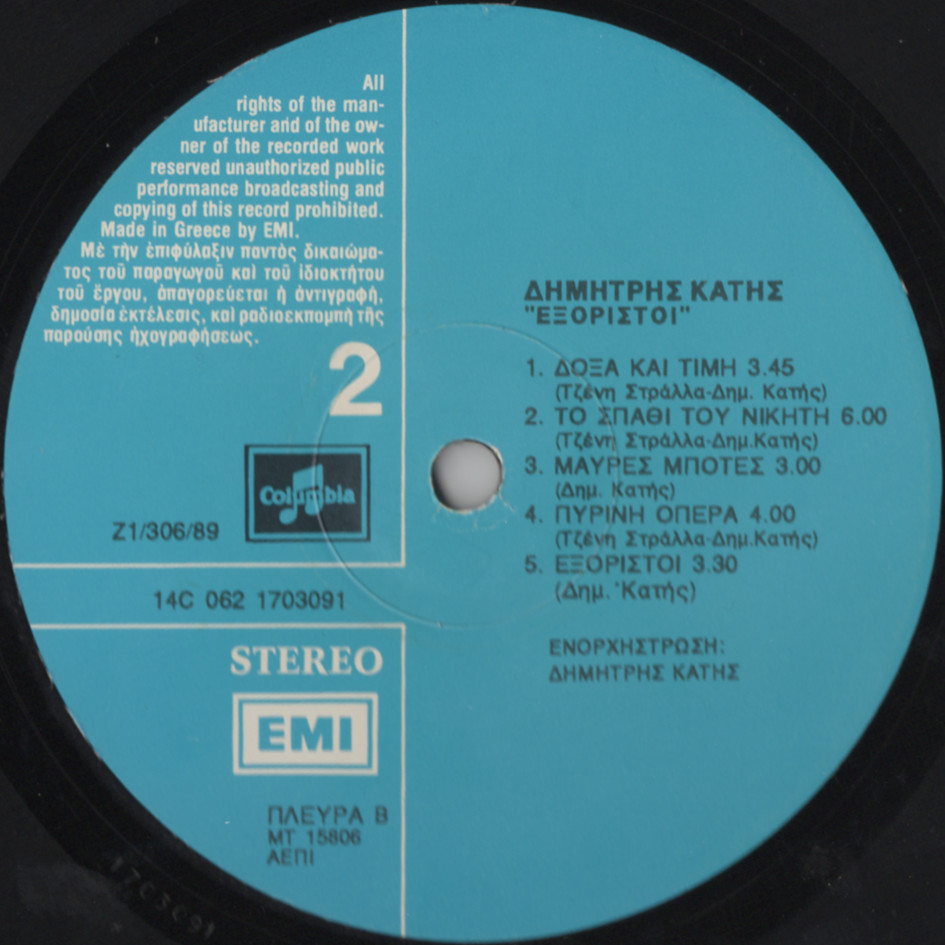 All
rights of the man-
ufacturer and of the ow-
ner of the recorded work
reserved unauthorized public
performance broadcasting and
copying of this record prohibited.
Made in Greece by EMI.
Μὲ τὴν ἐπιφύλαξιν παντὸς δικαιώμα-
τος τοῦ παραγωγοῦ καὶ τοῦ ἰδιοκτήτου
τοῦ ἔργου, ἀπαγορεύεται ἡ ἀντιγραφή,
δημοσία ἐκτέλεσις, καὶ ραδιοεκπομπὴ τῆς
παρούσης ἠχογραφήσεως.
2
Columbia
Z1/306/89
14C 062 1703091
STEREO
EMI
ΠΛΕΥΡΑ Β
ΜΤ 15806
ΑΕΠΙ
ΔΗΜΗΤΡΗΣ ΚΑΤΗΣ
"ΕΞΟΡΙΣΤΟΙ"
1. ΔΟΞΑ ΚΑΙ ΤΙΜΗ 3.45
(Τζένη Στράλλα-Δημ. Κατής)
2. ΤΟ ΣΠΑΘΙ ΤΟΥ ΝΙΚΗΤΗ 6.00
(Τζένη Στράλλα-Δημ.Κατής)
3. ΜΑΥΡΕΣ ΜΠΟΤΕΣ 3.00
(Δημ. Κατής)
4. ΠΥΡΙΝΗ ΟΠΕΡΑ 4.00
(Τζένη Στράλλα-Δημ.Κατής)
5. ΕΞΟΡΙΣΤΟΙ 3.30
(Δημ. 'Κατής)
ΕΝΟΡΧΗΣΤΡΩΣΗ:
ΔΗΜΗΤΡΗΣ ΚΑΤΗΣ
1703091